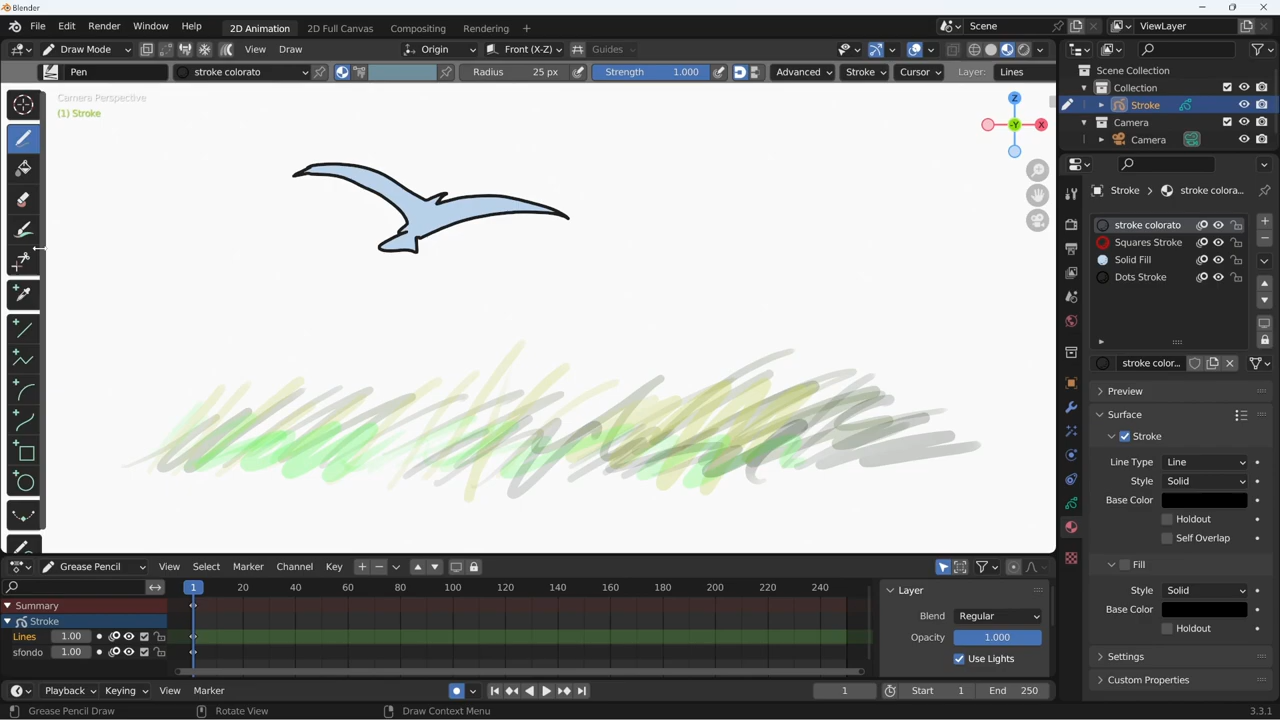 Blender
File Edit Render Window Help 2D Animation 2D Full Canvas Compositing Rendering + Scene ViewLayer
Draw Mode View Draw Origin Front (X-Z) Guides
Pen stroke colorato Radius 25 px Strength 1.000 Advanced Stroke Cursor Layer: Lines
Camera Perspective
(1) Stroke
Z
-Y
X
Scene Collection
Collection
Stroke
Camera
Camera
Stroke stroke colora...
stroke colorato
Squares Stroke
Solid Fill
Dots Stroke
stroke color...
Preview
Surface
Stroke
Line Type Line
Style Solid
Base Color
Holdout
Self Overlap
Fill
Style Solid
Base Color
Holdout
Settings
Custom Properties
Grease Pencil View Select Marker Channel Key
1 20 40 60 80 100 120 140 160 180 200 220 240
Summary
Stroke
Lines 1.00
sfondo 1.00
Layer
Blend Regular
Opacity 1.000
Use Lights
Playback Keying View Marker 1 Start 1 End 250
Grease Pencil Draw Rotate View Draw Context Menu 3.3.1